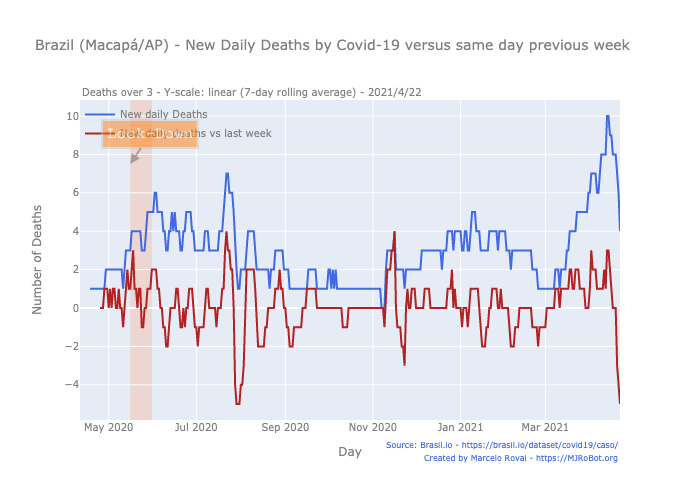 Brazil (Macapá/AP) - New Daily Deaths by Covid-19 versus same day previous week
Deaths over 3 - Y-scale: linear (7-day rolling average) - 2021/4/22
New daily Deaths
New daily Deaths vs last week
Lock Down
10
8
6
4
2
0
−2
−4
Number of Deaths
May 2020
Jul 2020
Sep 2020
Nov 2020
Jan 2021
Mar 2021
Day
Source: Brasil.io - https://brasil.io/dataset/covid19/caso/
Created by Marcelo Rovai - https://MJRoBot.org